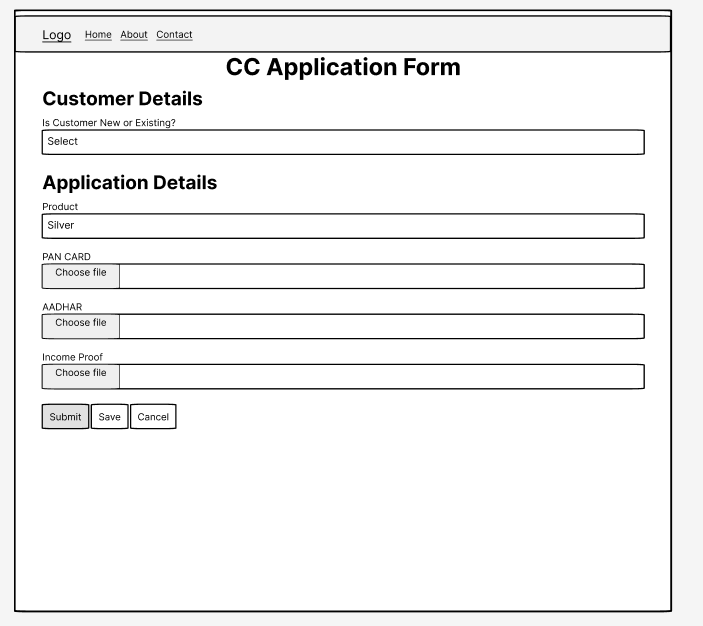 Logo Home About Contact
CC Application Form
Customer Details
Is Customer New or Existing?
Select
Application Details
Product
Silver
PAN CARD
Choose file
AADHAR
Choose file
Income Proof
Choose file
Submit Save Cancel